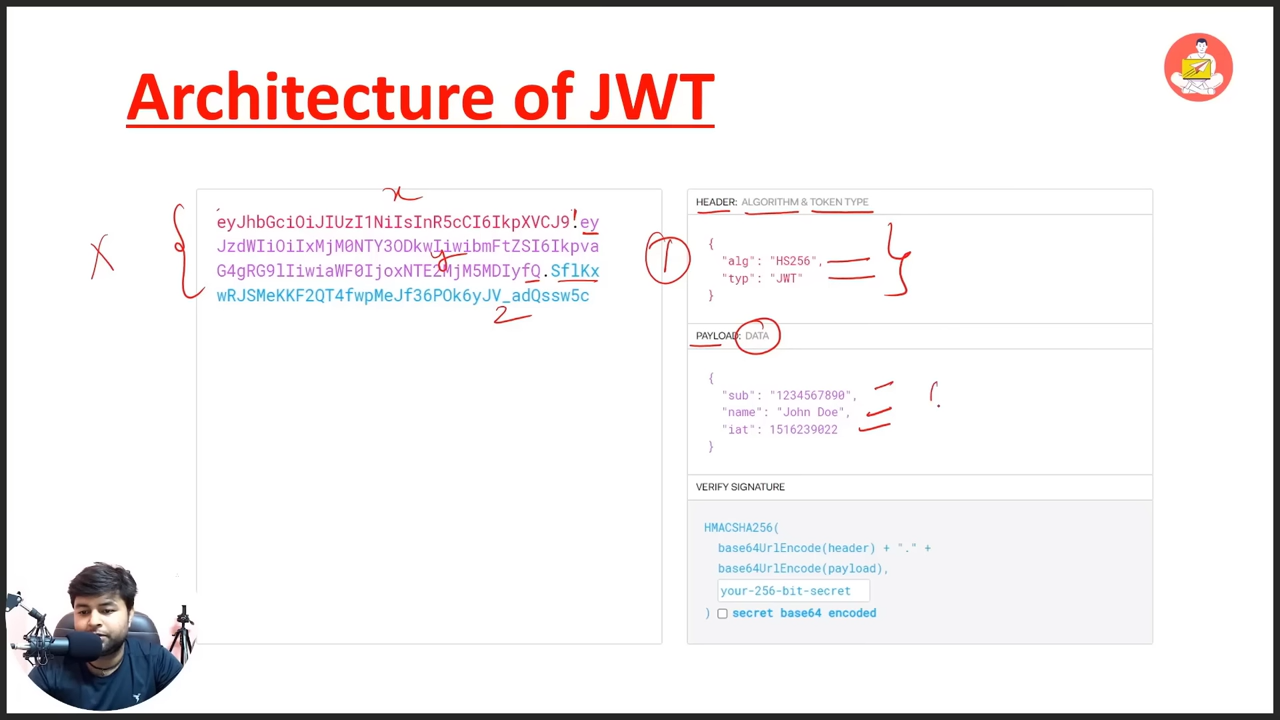 Architecture of JWT
x
eyJhbGciOiJIUzI1NiIsInR5cCI6IkpXVCJ9.ey
JzdWIiOiIxMjM0NTY3ODkwIiwibmFtZSI6Ikpva
y
G4gRG9lIiwiaWF0IjoxNTE2MjM5MDIyfQ.SflKx
wRJSMeKKF2QT4fwpMeJf36POk6yJV_adQssw5c
z
X
1
HEADER: ALGORITHM & TOKEN TYPE
{
"alg": "HS256",
"typ": "JWT"
}
PAYLOAD: DATA
{
"sub": "1234567890",
"name": "John Doe",
"iat": 1516239022
}
VERIFY SIGNATURE
HMACSHA256(
base64UrlEncode(header) + "." +
base64UrlEncode(payload),
your-256-bit-secret
) secret base64 encoded